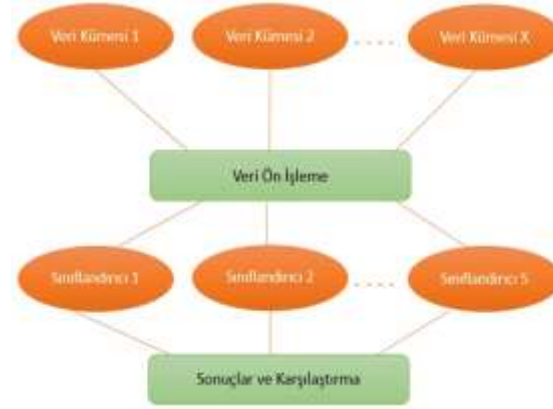 Veri Kümesi 1
Veri Kümesi 2
Veri Kümesi X
Veri Ön İşleme
Sınıflandırıcı 1
Sınıflandırıcı 2
Sınıflandırıcı 5
Sonuçlar ve Karşılaştırma